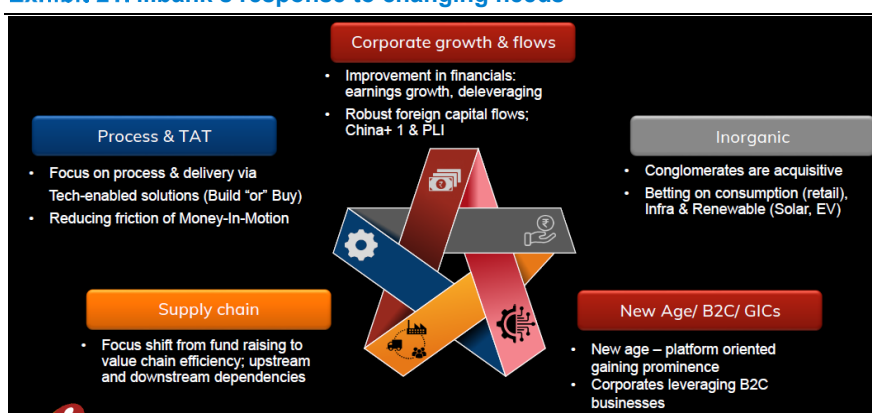 Corporate growth & flows
• Improvement in financials:
earnings growth, deleveraging
• Robust foreign capital flows;
China+ 1 & PLI
Process & TAT
• Focus on process & delivery via
Tech-enabled solutions (Build “or” Buy)
• Reducing friction of Money-In-Motion
Inorganic
• Conglomerates are acquisitive
• Betting on consumption (retail),
Infra & Renewable (Solar, EV)
Supply chain
• Focus shift from fund raising to
value chain efficiency; upstream
and downstream dependencies
New Age/ B2C/ GICs
• New age – platform oriented
gaining prominence
• Corporates leveraging B2C
businesses